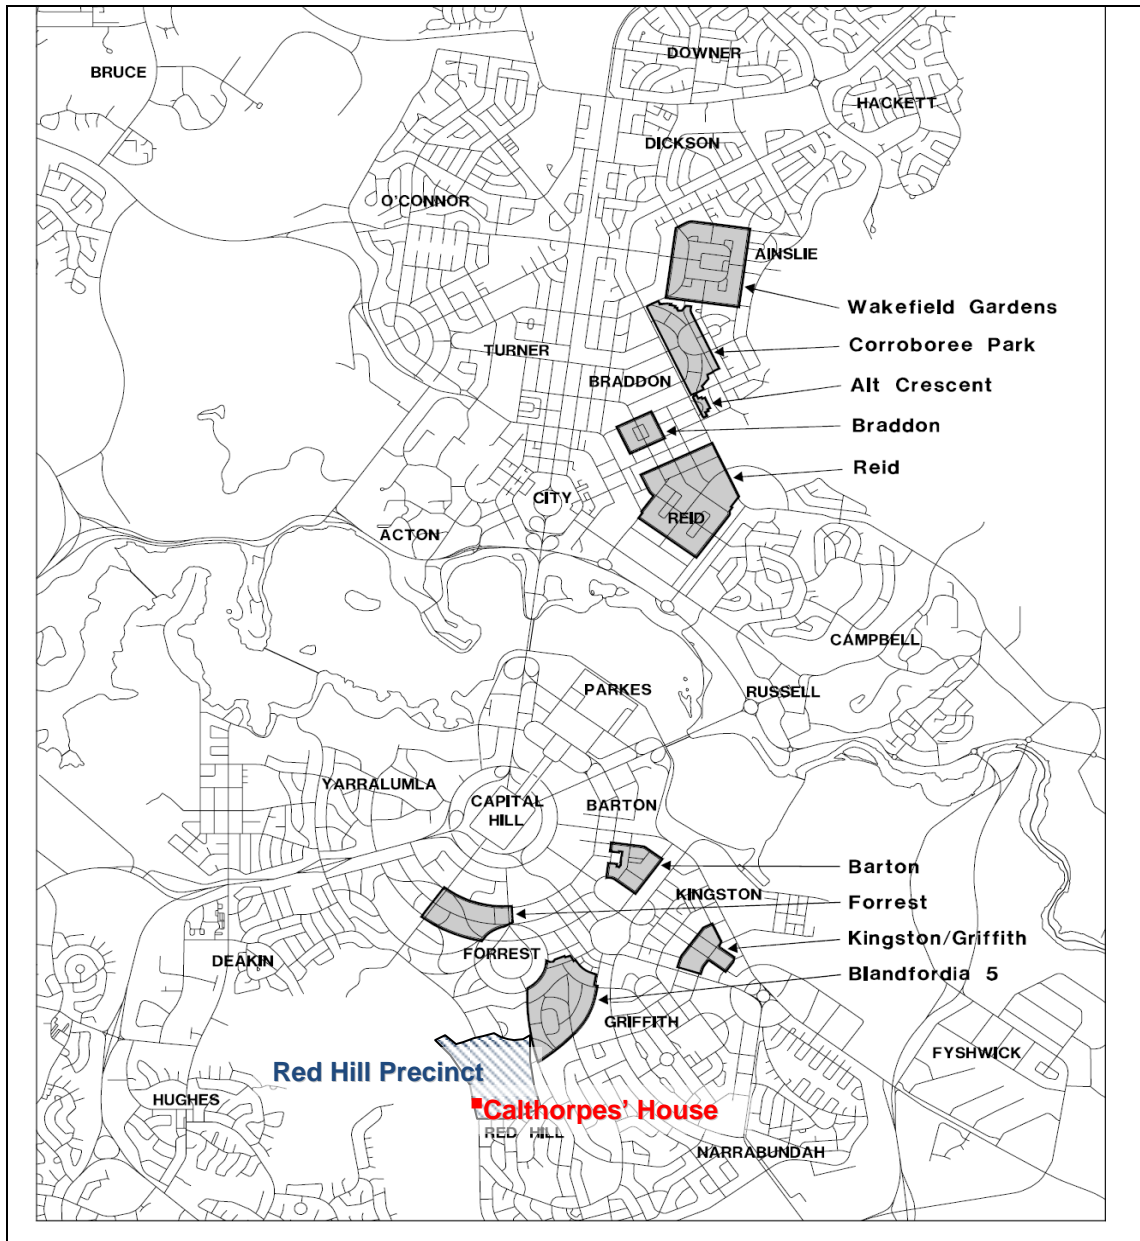 DOWNER
BRUCE
HACKETT
DICKSON
O'CONNOR
AINSLIE
Wakefield Gardens
Corroboree Park
TURNER
BRADDON
Alt Crescent
Braddon
Reid
CITY
REID
ACTON
CAMPBELL
PARKES
RUSSELL
YARRALUMLA
CAPITAL
HILL
BARTON
Barton
KINGSTON
Forrest
Kingston/Griffith
FORREST
DEAKIN
Blandfordia 5
GRIFFITH
FYSHWICK
Red Hill Precinct
HUGHES
Calthorpes' House
RED HILL
NARRABUNDAH